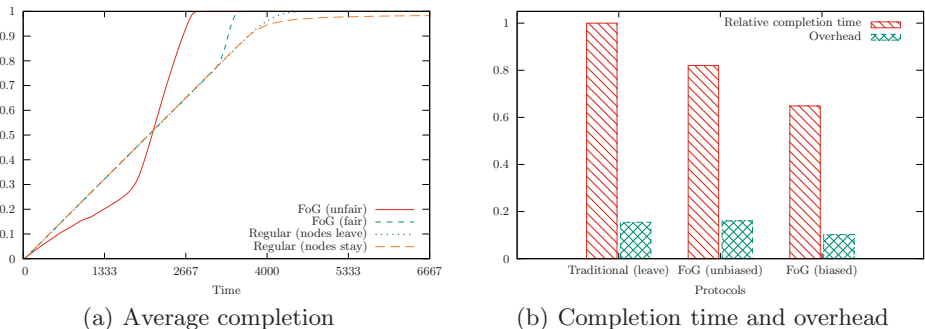 1
0.9
0.8
0.7
0.6
0.5
0.4
0.3
0.2
0.1
0
0 1333 2667 4000 5333 6667
Time
FoG (unfair)
FoG (fair)
Regular (nodes leave)
Regular (nodes stay)
(a) Average completion
1
0.8
0.6
0.4
0.2
0
Relative completion time
Overhead
Traditional (leave) FoG (unbiased) FoG (biased)
Protocols
(b) Completion time and overhead